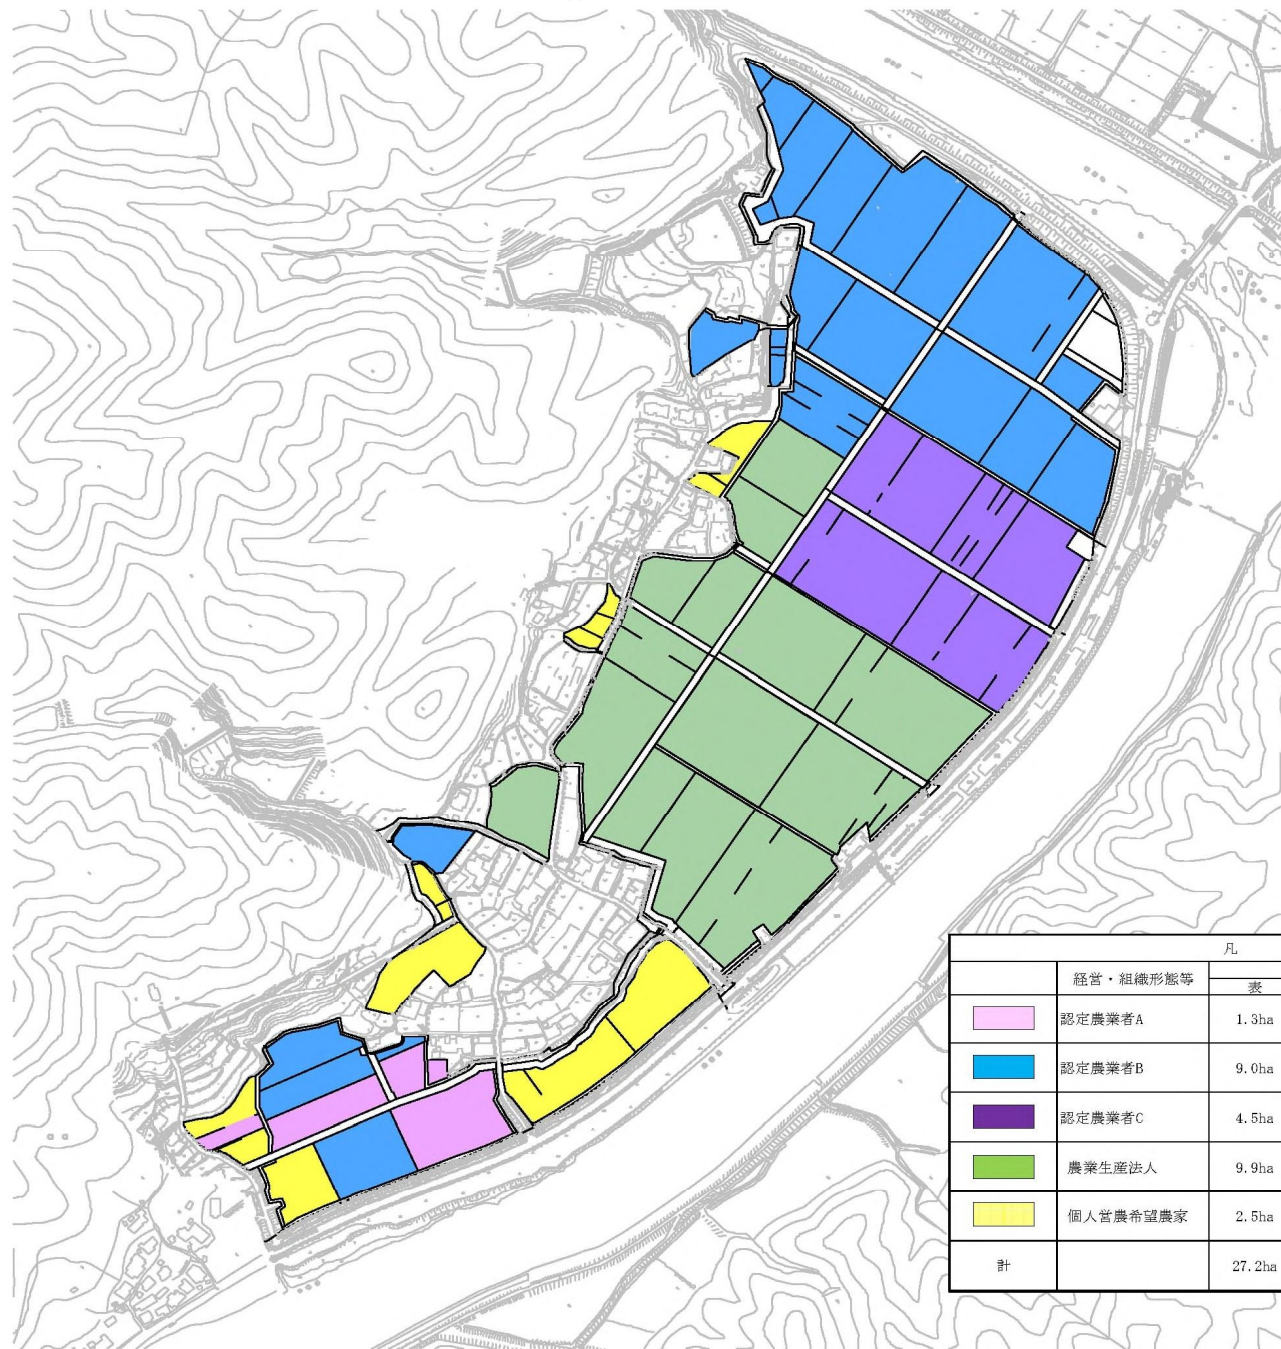 凡
経営・組織形態等
表
認定農業者A 1.3ha
認定農業者B 9.0ha
認定農業者C 4.5ha
農業生産法人 9.9ha
個人営農希望農家 2.5ha
計 27.2ha